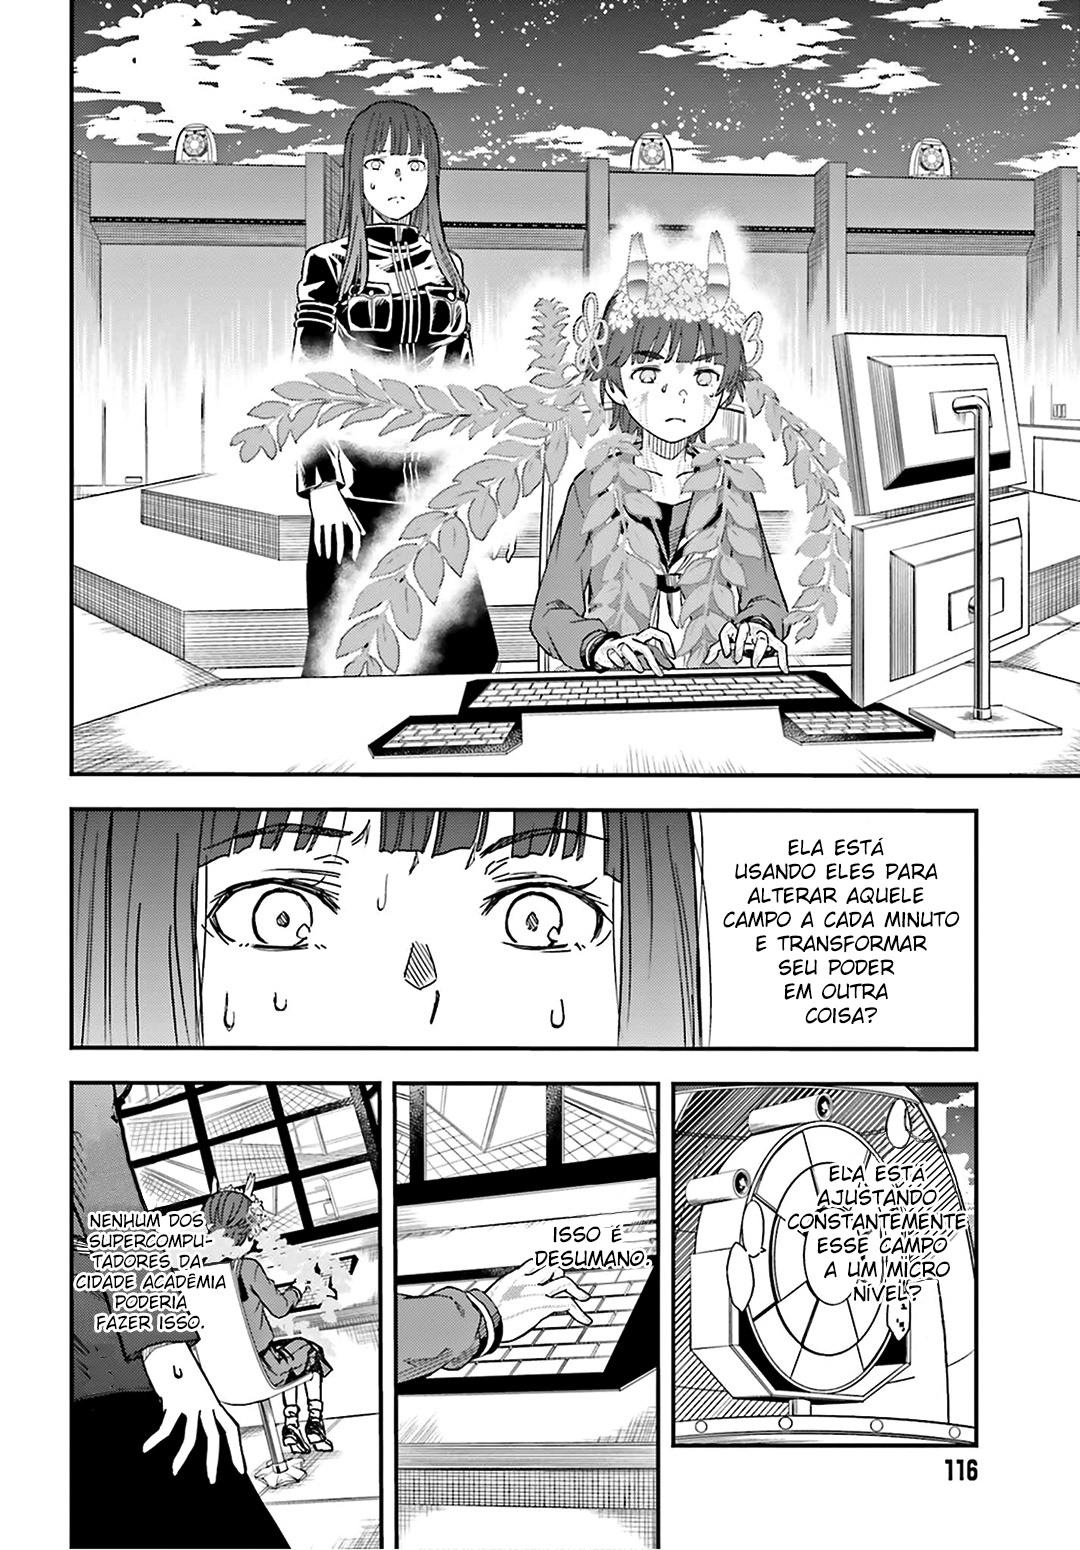 ELA ESTÁ
USANDO ELES PARA
ALTERAR AQUELE
CAMPO A CADA MINUTO
E TRANSFORMAR
SEU PODER
EM OUTRA
COISA?
ELA ESTÁ
AJUSTANDO
CONSTANTEMENTE
ESSE CAMPO
A UM MICRO
NÍVEL?
ISSO É
DESUMANO.
NENHUM DOS
SUPERCOMPU-
TADORES DA
CIDADE ACADÊMIA
PODERIA
FAZER ISSO.
116